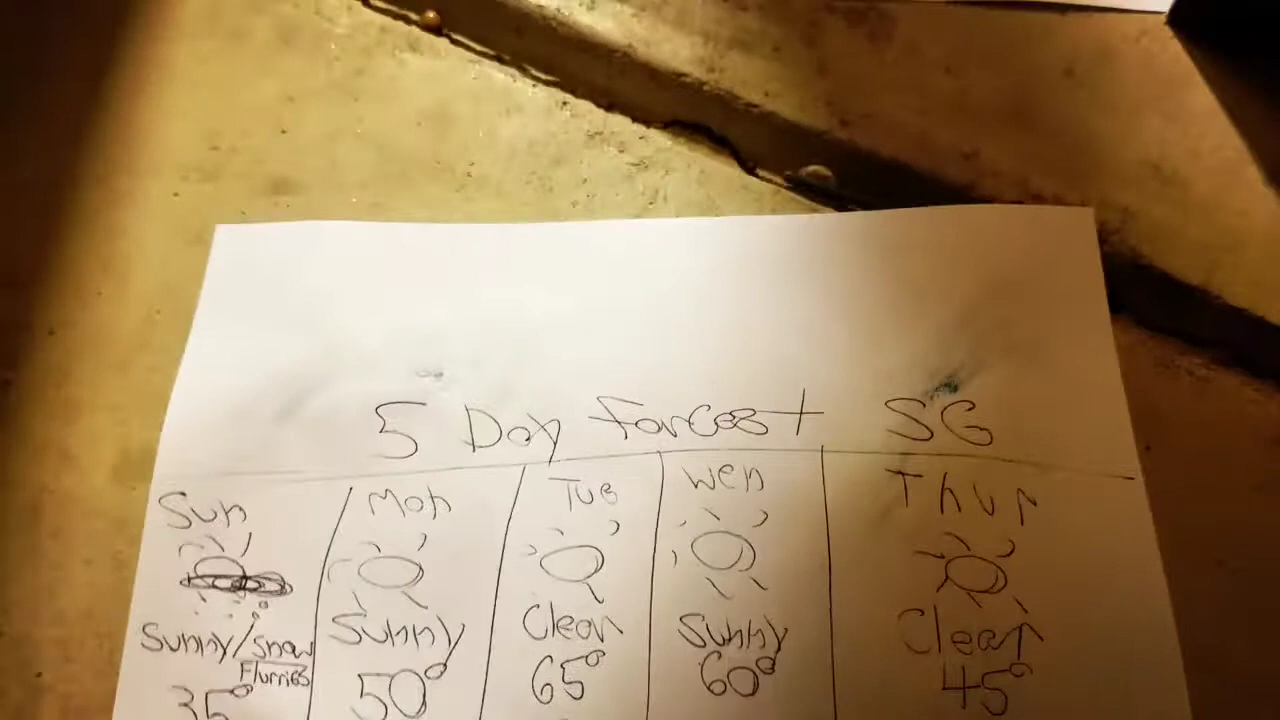 5 Day Forcast SG
Sun Mon Tue Wen Thur
Sunny/snow Flurries Sunny Clear Sunny Clear
35° 50° 65° 60° 45°